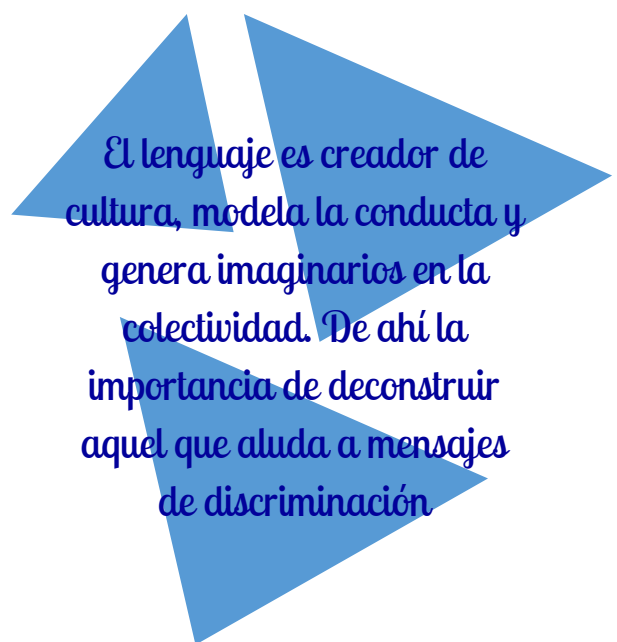 El lenguaje es creador de
cultura, modela la conducta y
genera imaginarios en la
colectividad. De ahí la
importancia de deconstruir
aquel que aluda a mensajes
de discriminación